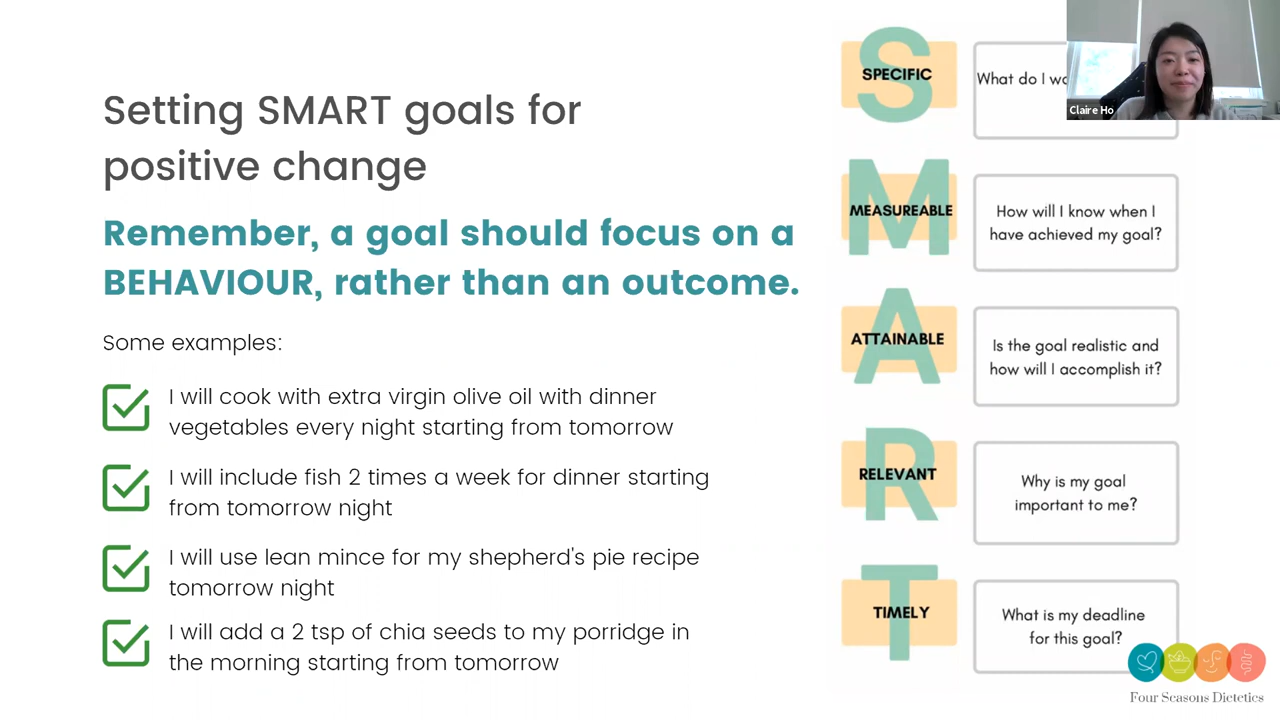 Setting SMART goals for
positive change
Remember, a goal should focus on a
BEHAVIOUR, rather than an outcome.
Some examples:
I will cook with extra virgin olive oil with dinner
vegetables every night starting from tomorrow
I will include fish 2 times a week for dinner starting
from tomorrow night
I will use lean mince for my shepherd's pie recipe
tomorrow night
I will add a 2 tsp of chia seeds to my porridge in
the morning starting from tomorrow
S
SPECIFIC
What do I
Claire Ho
M
MEASUREABLE
How will I know when I
have achieved my goal?
A
ATTAINABLE
Is the goal realistic and
how will I accomplish it?
R
RELEVANT
Why is my goal
important to me?
T
TIMELY
What is my deadline
for this goal?
Four Seasons Dietetics